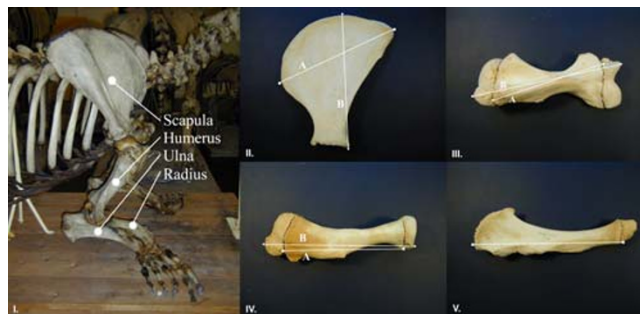 Scapula
Humerus
Ulna
Radius
I.
A
B
II.
B
A
III.
B
A
IV.
V.